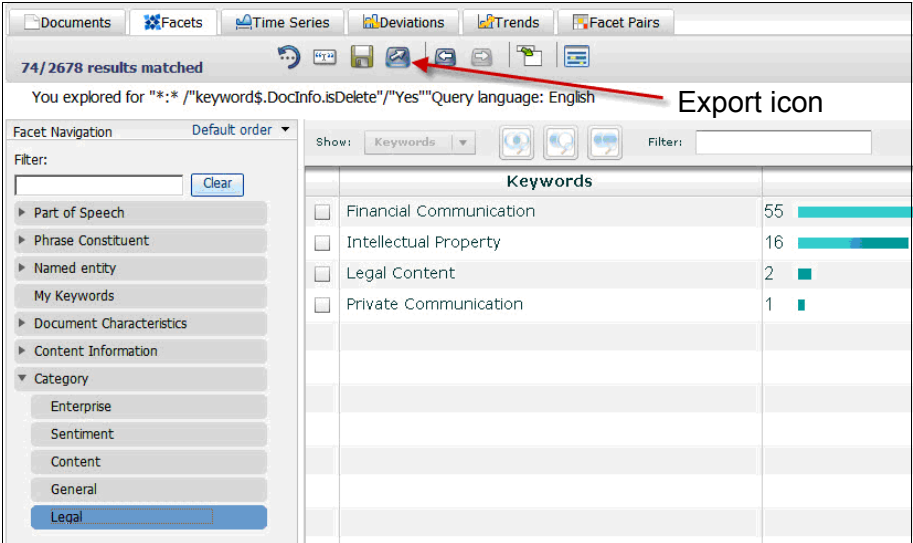 Documents Facets Time Series Deviations Trends Facet Pairs
74/2678 results matched "I"
You explored for "*:* /"keyword$.DocInfo.isDelete"/"Yes""Query language: English
Export icon
Facet Navigation Default order
Filter:
Clear
Part of Speech
Phrase Constituent
Named entity
My Keywords
Document Characteristics
Content Information
Category
Enterprise
Sentiment
Content
General
Legal
Show: Keywords Filter:
Keywords
Financial Communication 55
Intellectual Property 16
Legal Content 2
Private Communication 1